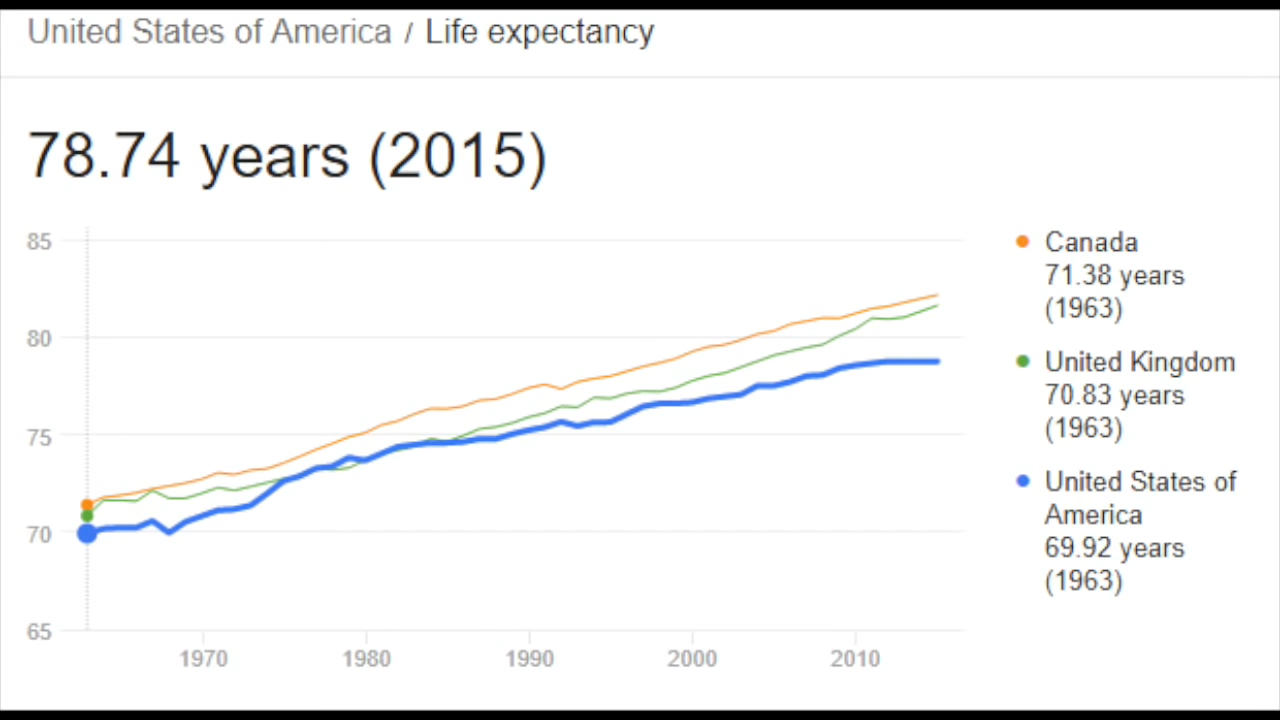 United States of America / Life expectancy
78.74 years (2015)
85
80
75
70
65
1970 1980 1990 2000 2010
Canada
71.38 years
(1963)
United Kingdom
70.83 years
(1963)
United States of
America
69.92 years
(1963)